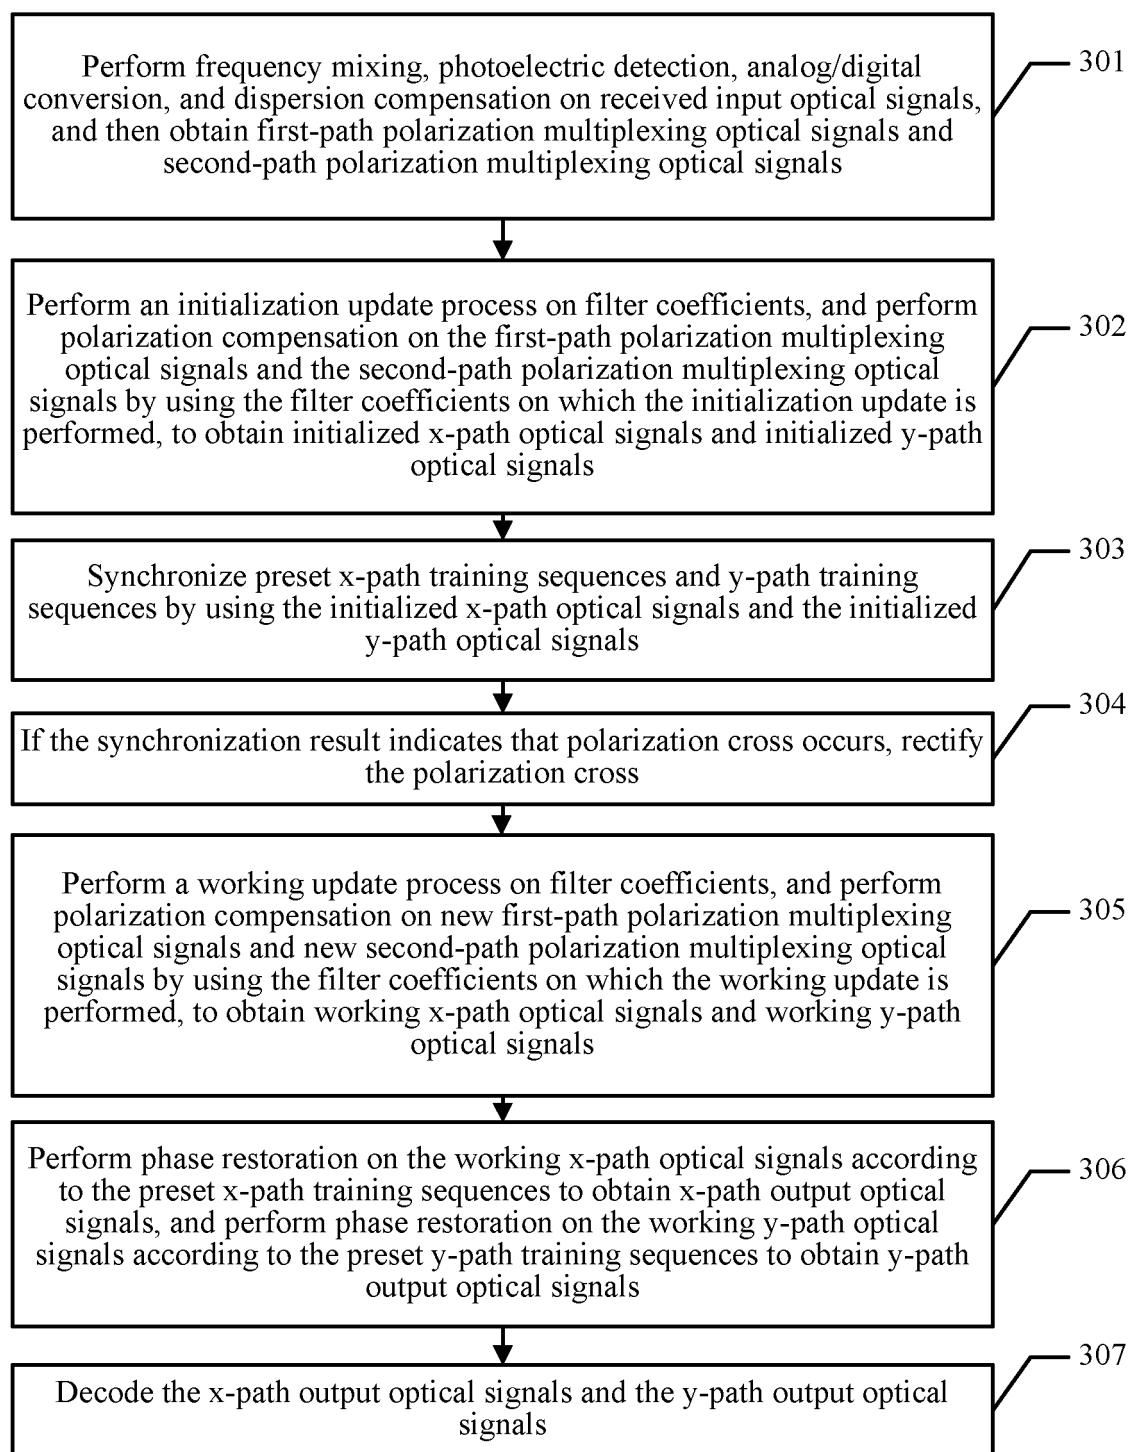 Perform frequency mixing, photoelectric detection, analog/digital
conversion, and dispersion compensation on received input optical signals,
and then obtain first-path polarization multiplexing optical signals and
second-path polarization multiplexing optical signals
301
Perform an initialization update process on filter coefficients, and perform
polarization compensation on the first-path polarization multiplexing
optical signals and the second-path polarization multiplexing optical
signals by using the filter coefficients on which the initialization update is
performed, to obtain initialized x-path optical signals and initialized y-path
optical signals
302
Synchronize preset x-path training sequences and y-path training
sequences by using the initialized x-path optical signals and the initialized
y-path optical signals
303
If the synchronization result indicates that polarization cross occurs, rectify
the polarization cross
304
Perform a working update process on filter coefficients, and perform
polarization compensation on new first-path polarization multiplexing
optical signals and new second-path polarization multiplexing optical
signals by using the filter coefficients on which the working update is
performed, to obtain working x-path optical signals and working y-path
optical signals
305
Perform phase restoration on the working x-path optical signals according
to the preset x-path training sequences to obtain x-path output optical
signals, and perform phase restoration on the working y-path optical
signals according to the preset y-path training sequences to obtain y-path
output optical signals
306
Decode the x-path output optical signals and the y-path output optical
signals
307